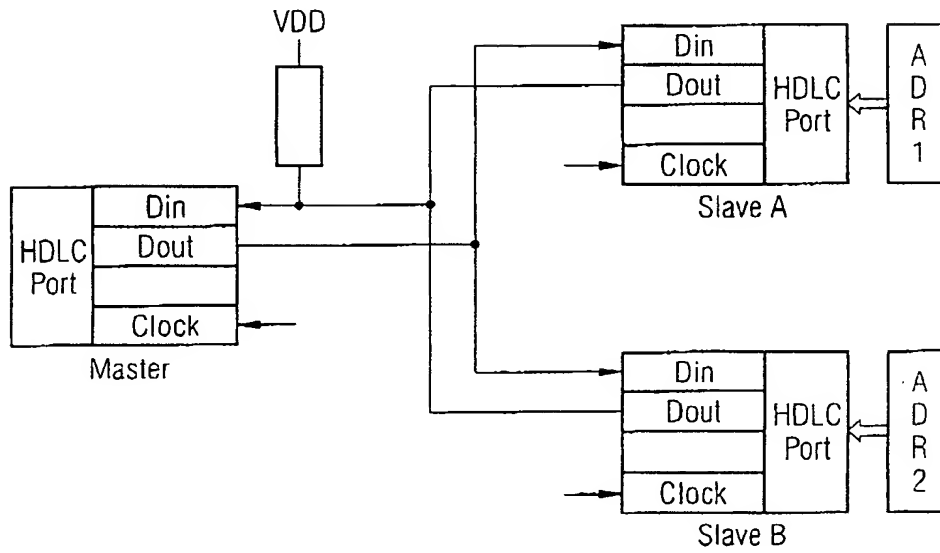 VDD
Din
Dout
Clock
HDLC
Port
A
D
R
1
Slave A
HDLC
Port
Din
Dout
Clock
Master
Din
Dout
Clock
HDLC
Port
A
D
R
2
Slave B